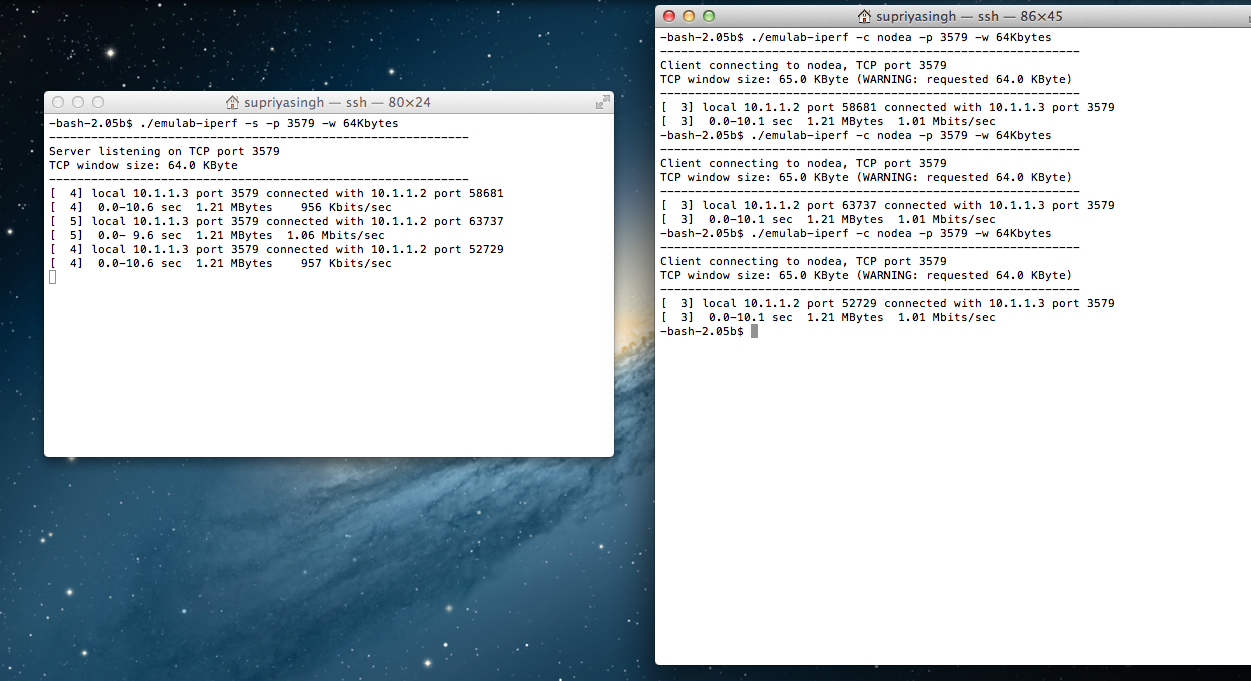 supriyasingh — ssh — 80×24
-bash-2.05b$ ./emulab-iperf -s -p 3579 -w 64Kbytes
------------------------------------------------------------
Server listening on TCP port 3579
TCP window size: 64.0 KByte
------------------------------------------------------------
[  4] local 10.1.1.3 port 3579 connected with 10.1.1.2 port 58681
[  4]  0.0-10.6 sec  1.21 MBytes    956 Kbits/sec
[  5] local 10.1.1.3 port 3579 connected with 10.1.1.2 port 63737
[  5]  0.0- 9.6 sec  1.21 MBytes  1.06 Mbits/sec
[  4] local 10.1.1.3 port 3579 connected with 10.1.1.2 port 52729
[  4]  0.0-10.6 sec  1.21 MBytes    957 Kbits/sec
supriyasingh — ssh — 86×45
-bash-2.05b$ ./emulab-iperf -c nodea -p 3579 -w 64Kbytes
------------------------------------------------------------
Client connecting to nodea, TCP port 3579
TCP window size: 65.0 KByte (WARNING: requested 64.0 KByte)
------------------------------------------------------------
[  3] local 10.1.1.2 port 58681 connected with 10.1.1.3 port 3579
[  3]  0.0-10.1 sec  1.21 MBytes  1.01 Mbits/sec
-bash-2.05b$ ./emulab-iperf -c nodea -p 3579 -w 64Kbytes
------------------------------------------------------------
Client connecting to nodea, TCP port 3579
TCP window size: 65.0 KByte (WARNING: requested 64.0 KByte)
------------------------------------------------------------
[  3] local 10.1.1.2 port 63737 connected with 10.1.1.3 port 3579
[  3]  0.0-10.1 sec  1.21 MBytes  1.01 Mbits/sec
-bash-2.05b$ ./emulab-iperf -c nodea -p 3579 -w 64Kbytes
------------------------------------------------------------
Client connecting to nodea, TCP port 3579
TCP window size: 65.0 KByte (WARNING: requested 64.0 KByte)
------------------------------------------------------------
[  3] local 10.1.1.2 port 52729 connected with 10.1.1.3 port 3579
[  3]  0.0-10.1 sec  1.21 MBytes  1.01 Mbits/sec
-bash-2.05b$